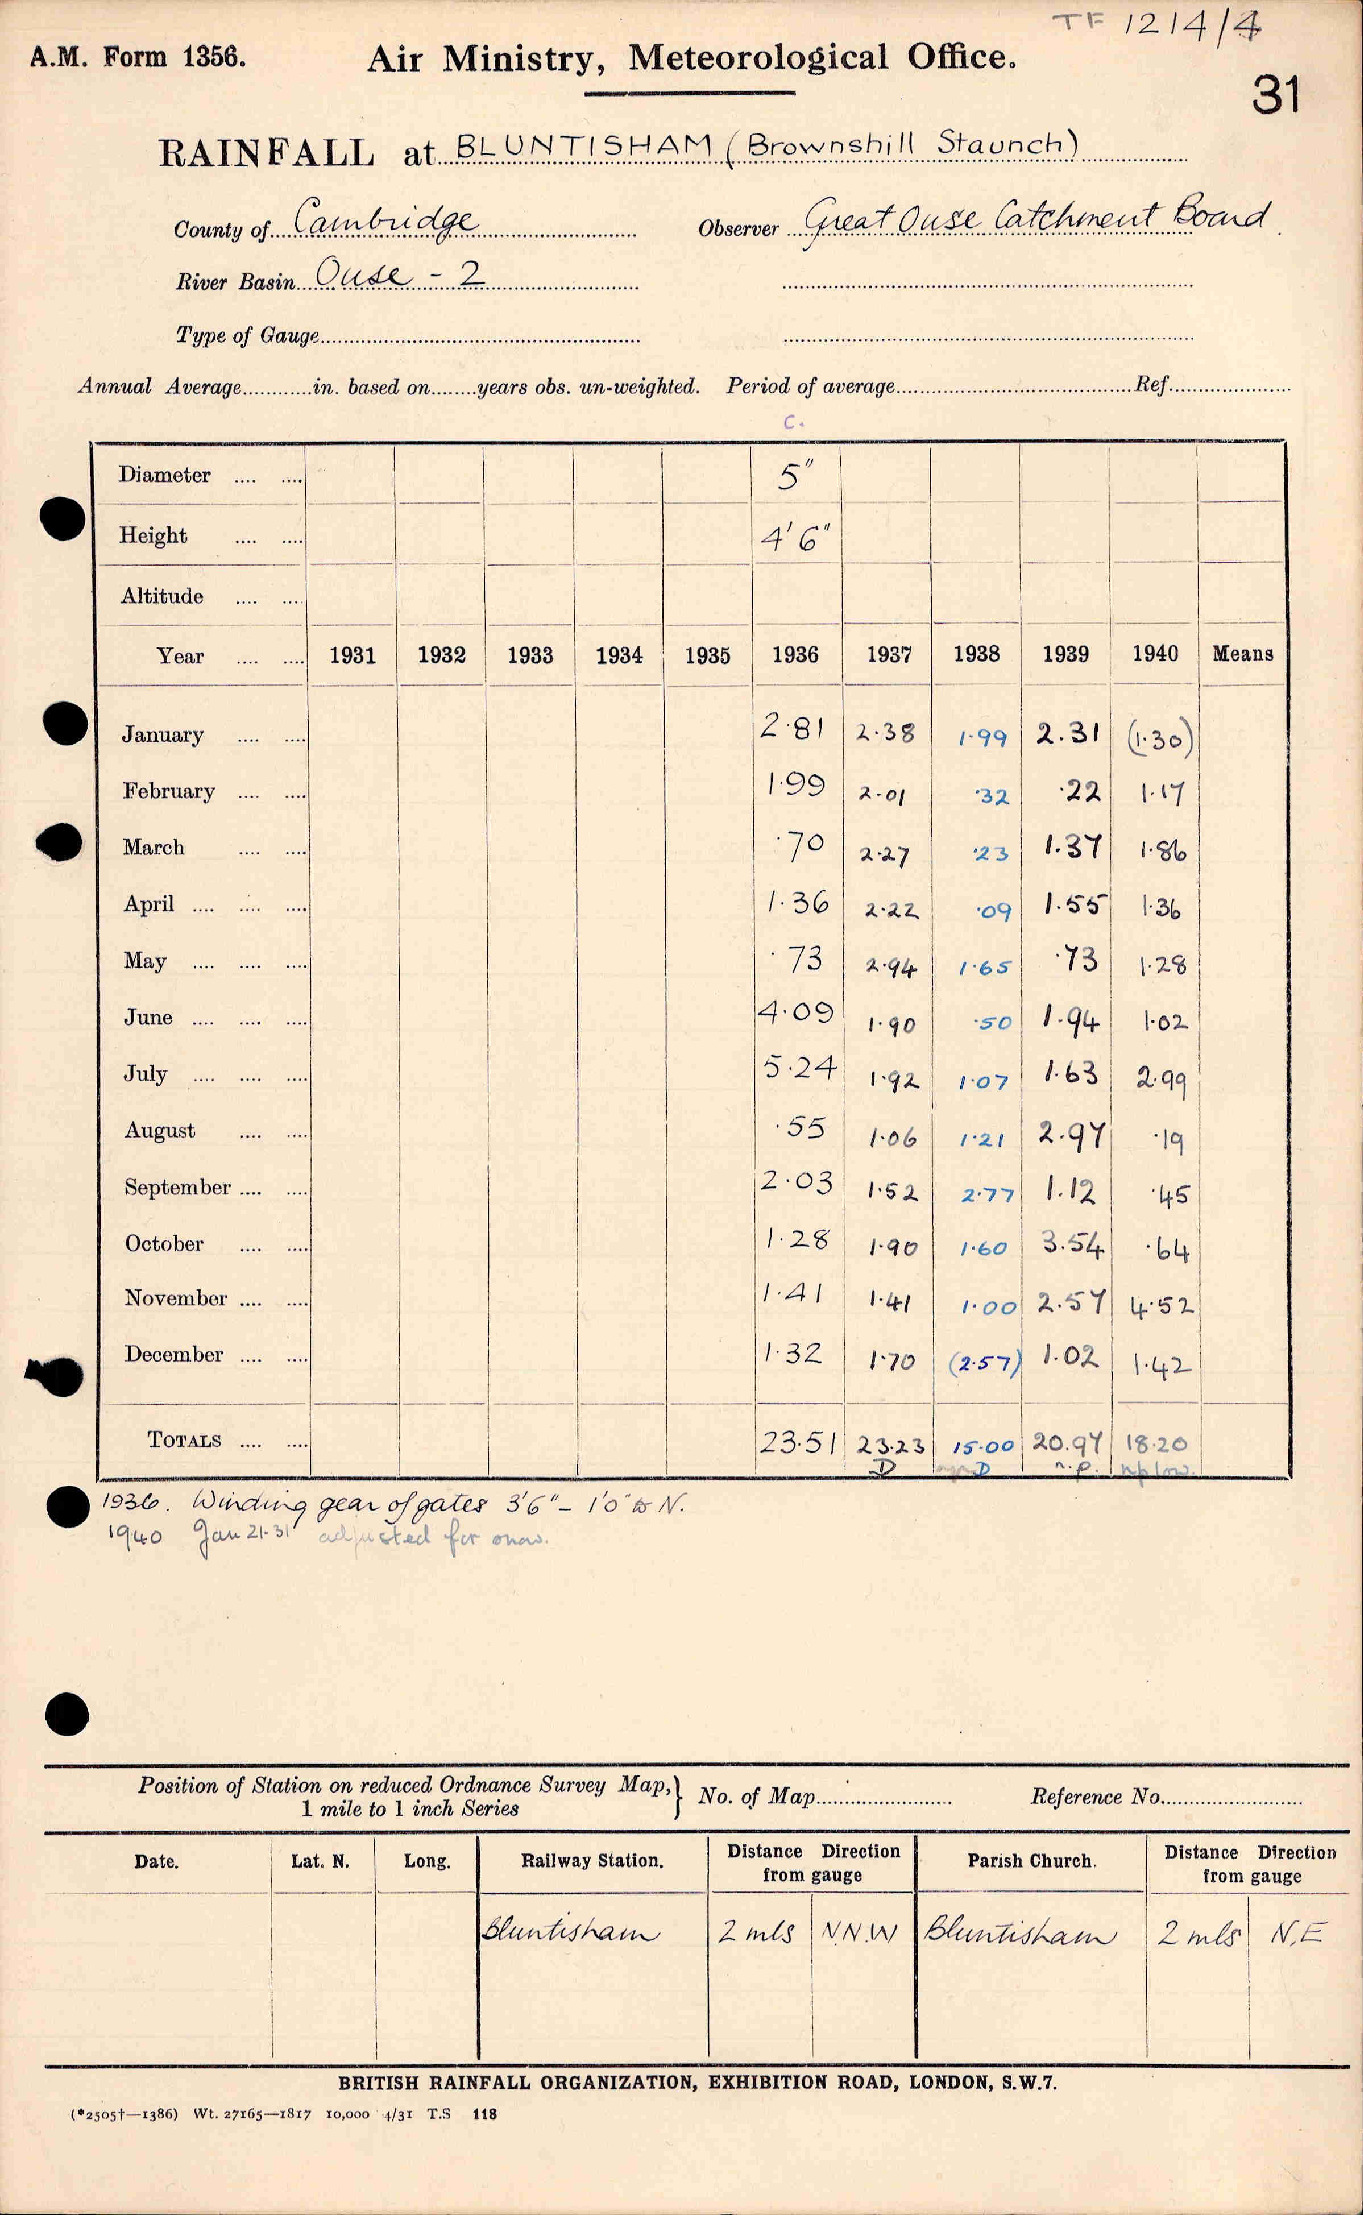 TF 1214/4
A.M. Form 1356.
Air Ministry, Meteorological Office.
31
RAINFALL at BLUNTISHAM (Brownshill Staunch)
County of Cambridge Observer Great Ouse Catchment Board
River Basin Ouse - 2
Type of Gauge
Annual Average in. based on years obs. un-weighted. Period of average Ref.
C.
Diameter 5"
Height 4'6"
Altitude
Year 1931 1932 1933 1934 1935 1936 1937 1938 1939 1940 Means
January 2·81 2·38 1·99 2.31 (1·30)
February 1·99 2·01 ·32 ·22 1·17
March ·70 2·27 ·23 1.37 1·86
April 1·36 2·22 ·09 1.55 1·36
May ·73 2·94 1·65 ·73 1·28
June 4·09 1·90 ·50 1·94 1·02
July 5·24 1·92 1·07 1·63 2·99
August ·55 1·06 1·21 2·97 ·19
September 2·03 1·52 2·77 1.12 ·45
October 1·28 1·90 1·60 3.54 ·64
November 1·41 1·41 1·00 2.57 4·52
December 1·32 1·70 (2·57) 1.02 1·42
TOTALS 23·51 23·23 15·00 20.97 18·20
D D n.p. np low.
1936. Winding gear of gates 3'6" - 1'0" to N.
1940 Jan 21-31 adjusted for snow.
Position of Station on reduced Ordnance Survey Map,} No. of Map Reference No.
1 mile to 1 inch Series
Date. Lat. N. Long. Railway Station. Distance Direction from gauge Parish Church. Distance Direction from gauge
Bluntisham 2 mls N.N.W Bluntisham 2 mls N.E
BRITISH RAINFALL ORGANIZATION, EXHIBITION ROAD, LONDON, S.W.7.
(*2505†—1386) Wt. 27165—1817 10,000 4/31 T.S 118